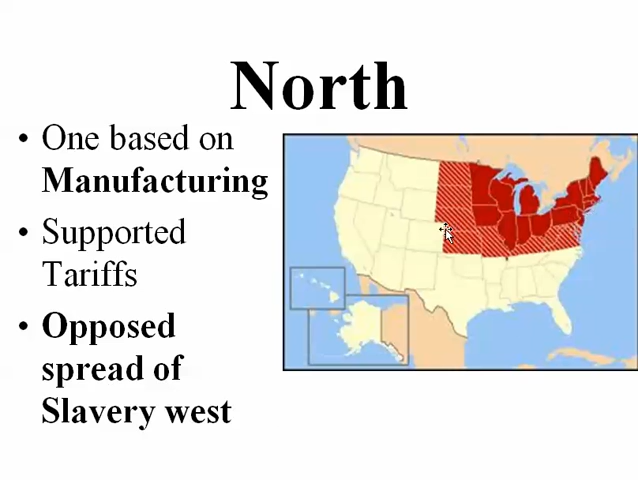 North
• One based on
Manufacturing
• Supported
Tariffs
• Opposed
spread of
Slavery west